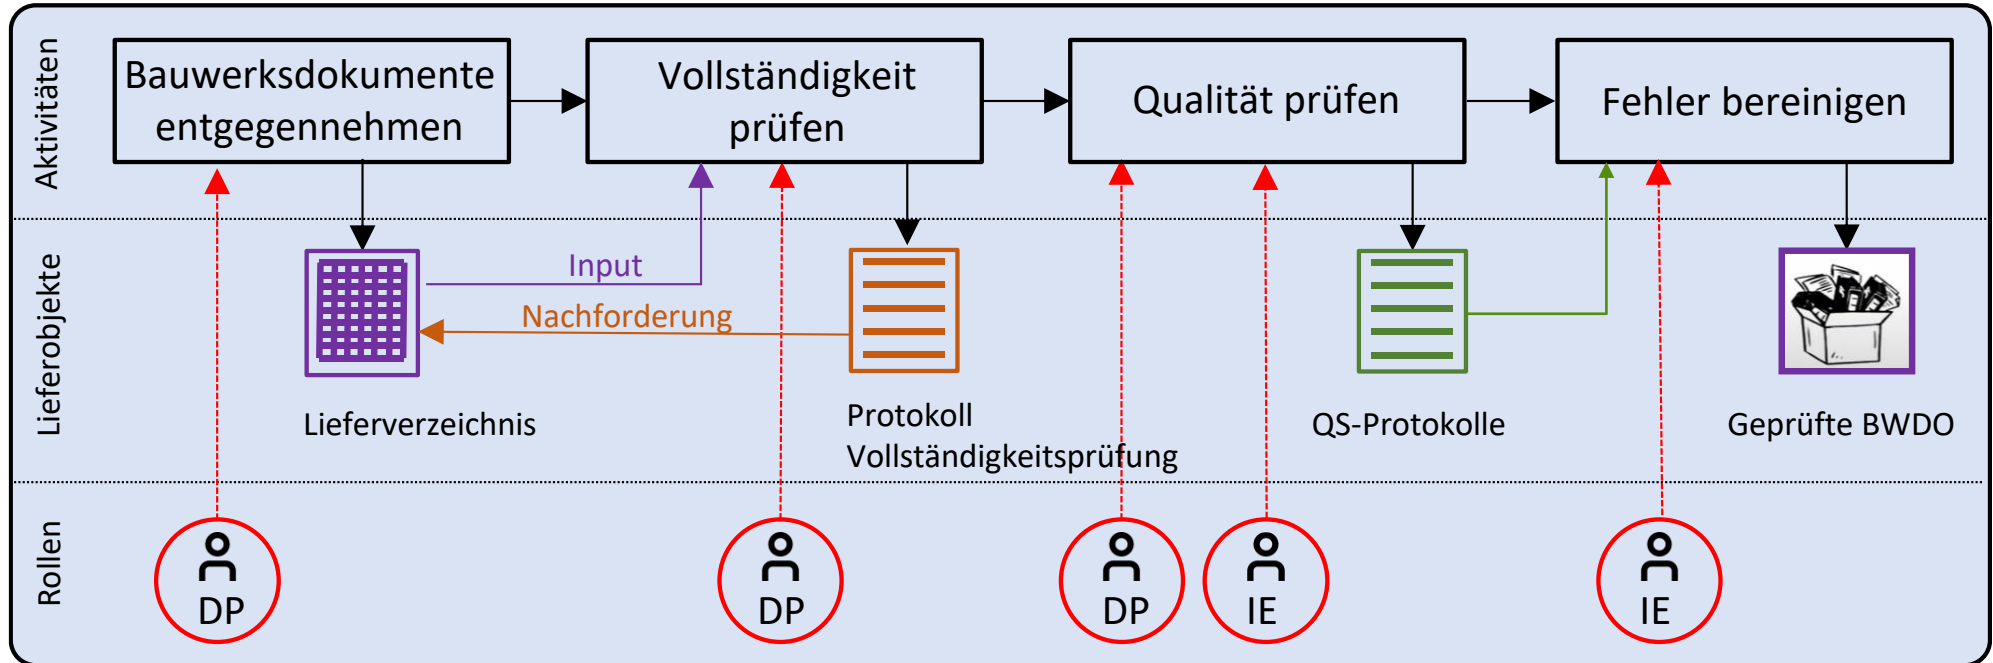 Aktivitäten
Bauwerksdokumente
entgegennehmen
Vollständigkeit
prüfen
Qualität prüfen
Fehler bereinigen
Lieferobjekte
Input
Nachforderung
Lieferverzeichnis
Protokoll
Vollständigkeitsprüfung
QS-Protokolle
Geprüfte BWDO
Rollen
DP
DP
DP
IE
IE